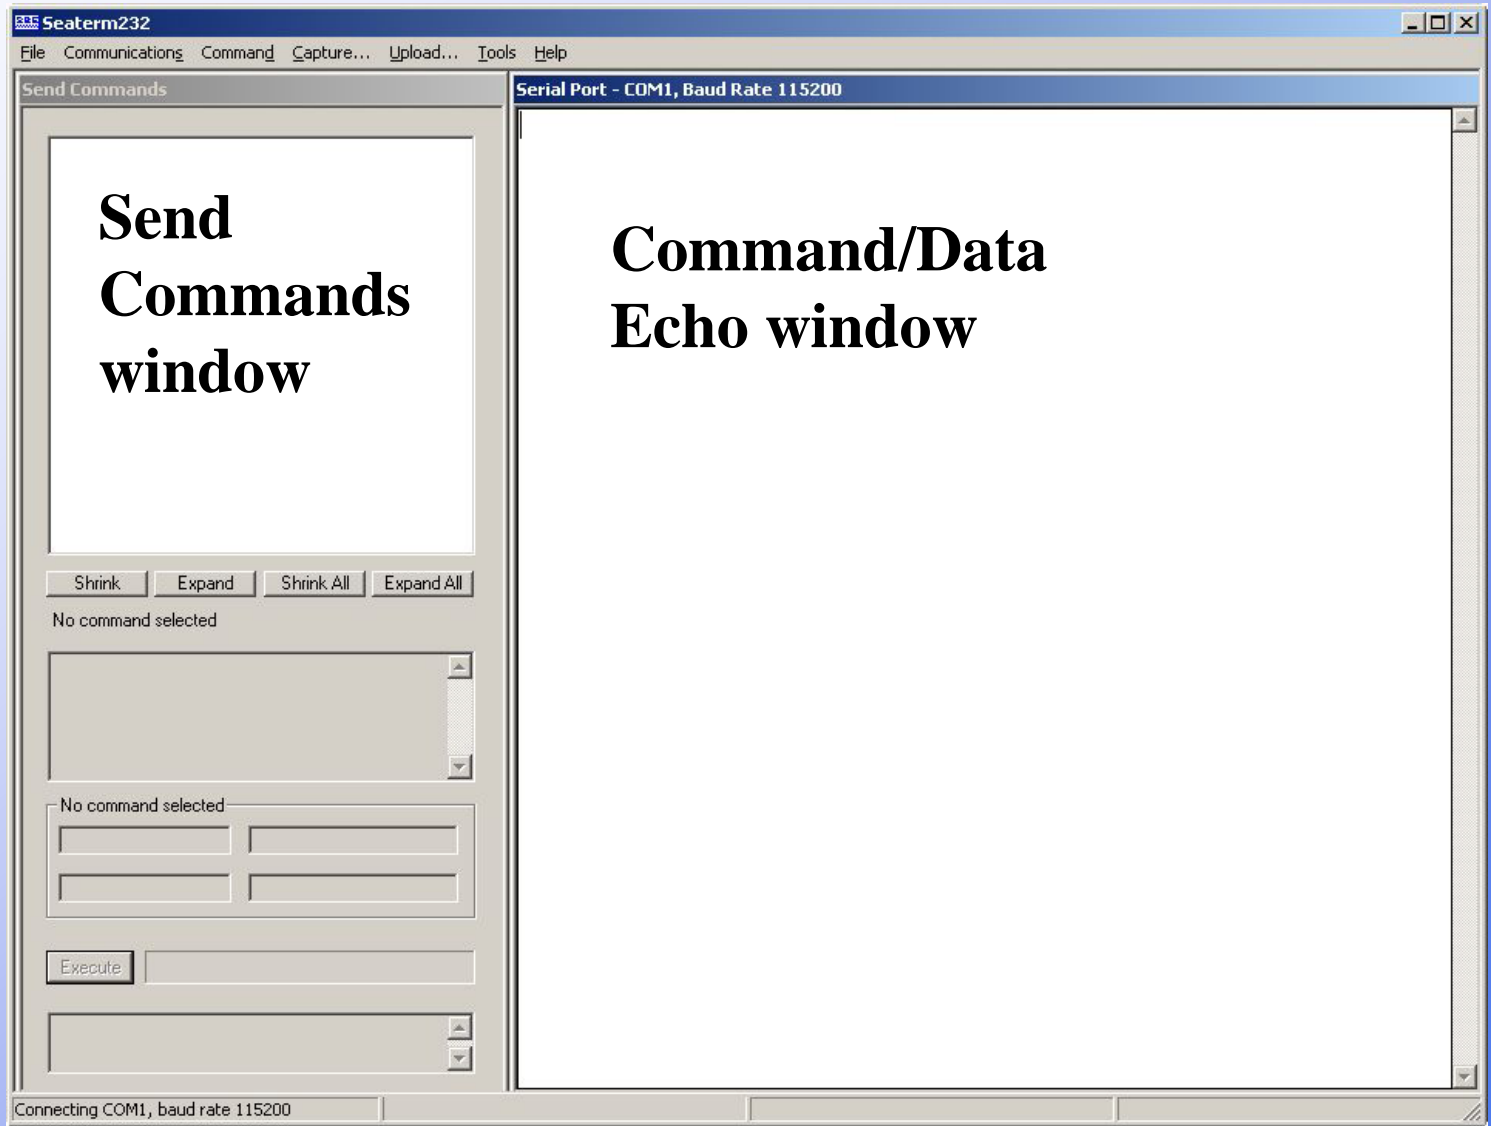 Seaterm232
File Communications Command Capture... Upload... Tools Help
Send Commands
Serial Port - COM1, Baud Rate 115200
Send
Commands
window
Command/Data
Echo window
Shrink Expand Shrink All Expand All
No command selected
No command selected
Execute
Connecting COM1, baud rate 115200